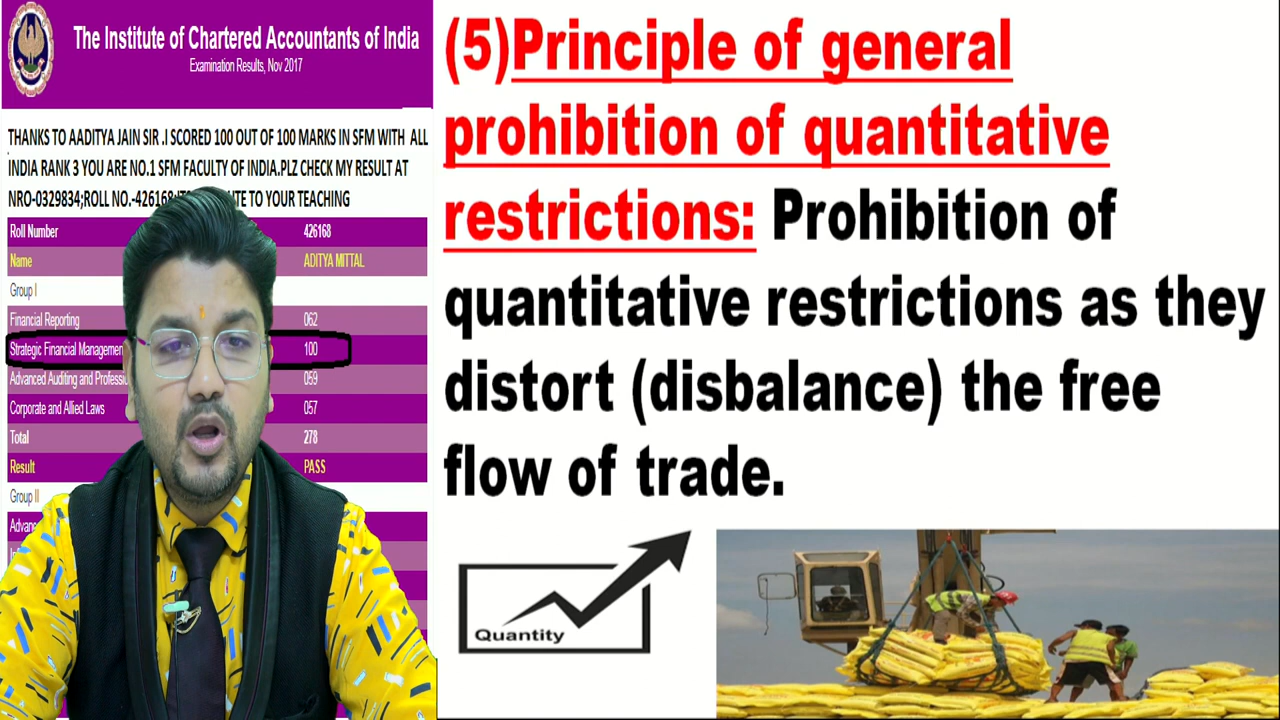 The Institute of Chartered Accountants of India
Examination Results, Nov 2017
THANKS TO AADITYA JAIN SIR .I SCORED 100 OUT OF 100 MARKS IN SFM WITH ALL
INDIA RANK 3 YOU ARE NO.1 SFM FACULTY OF INDIA.PLZ CHECK MY RESULT AT
NRO-0329834;ROLL NO.-426168; TO YOUR TEACHING
Roll Number 426168
Name ADITYA MITTAL
Group I
Financial Reporting 062
Strategic Financial 100
Advanced Auditing and 059
Corporate and Allied Laws 057
Total 278
Result PASS
Group II
(5)Principle of general
prohibition of quantitative
restrictions: Prohibition of
quantitative restrictions as they
distort (disbalance) the free
flow of trade.
Quantity